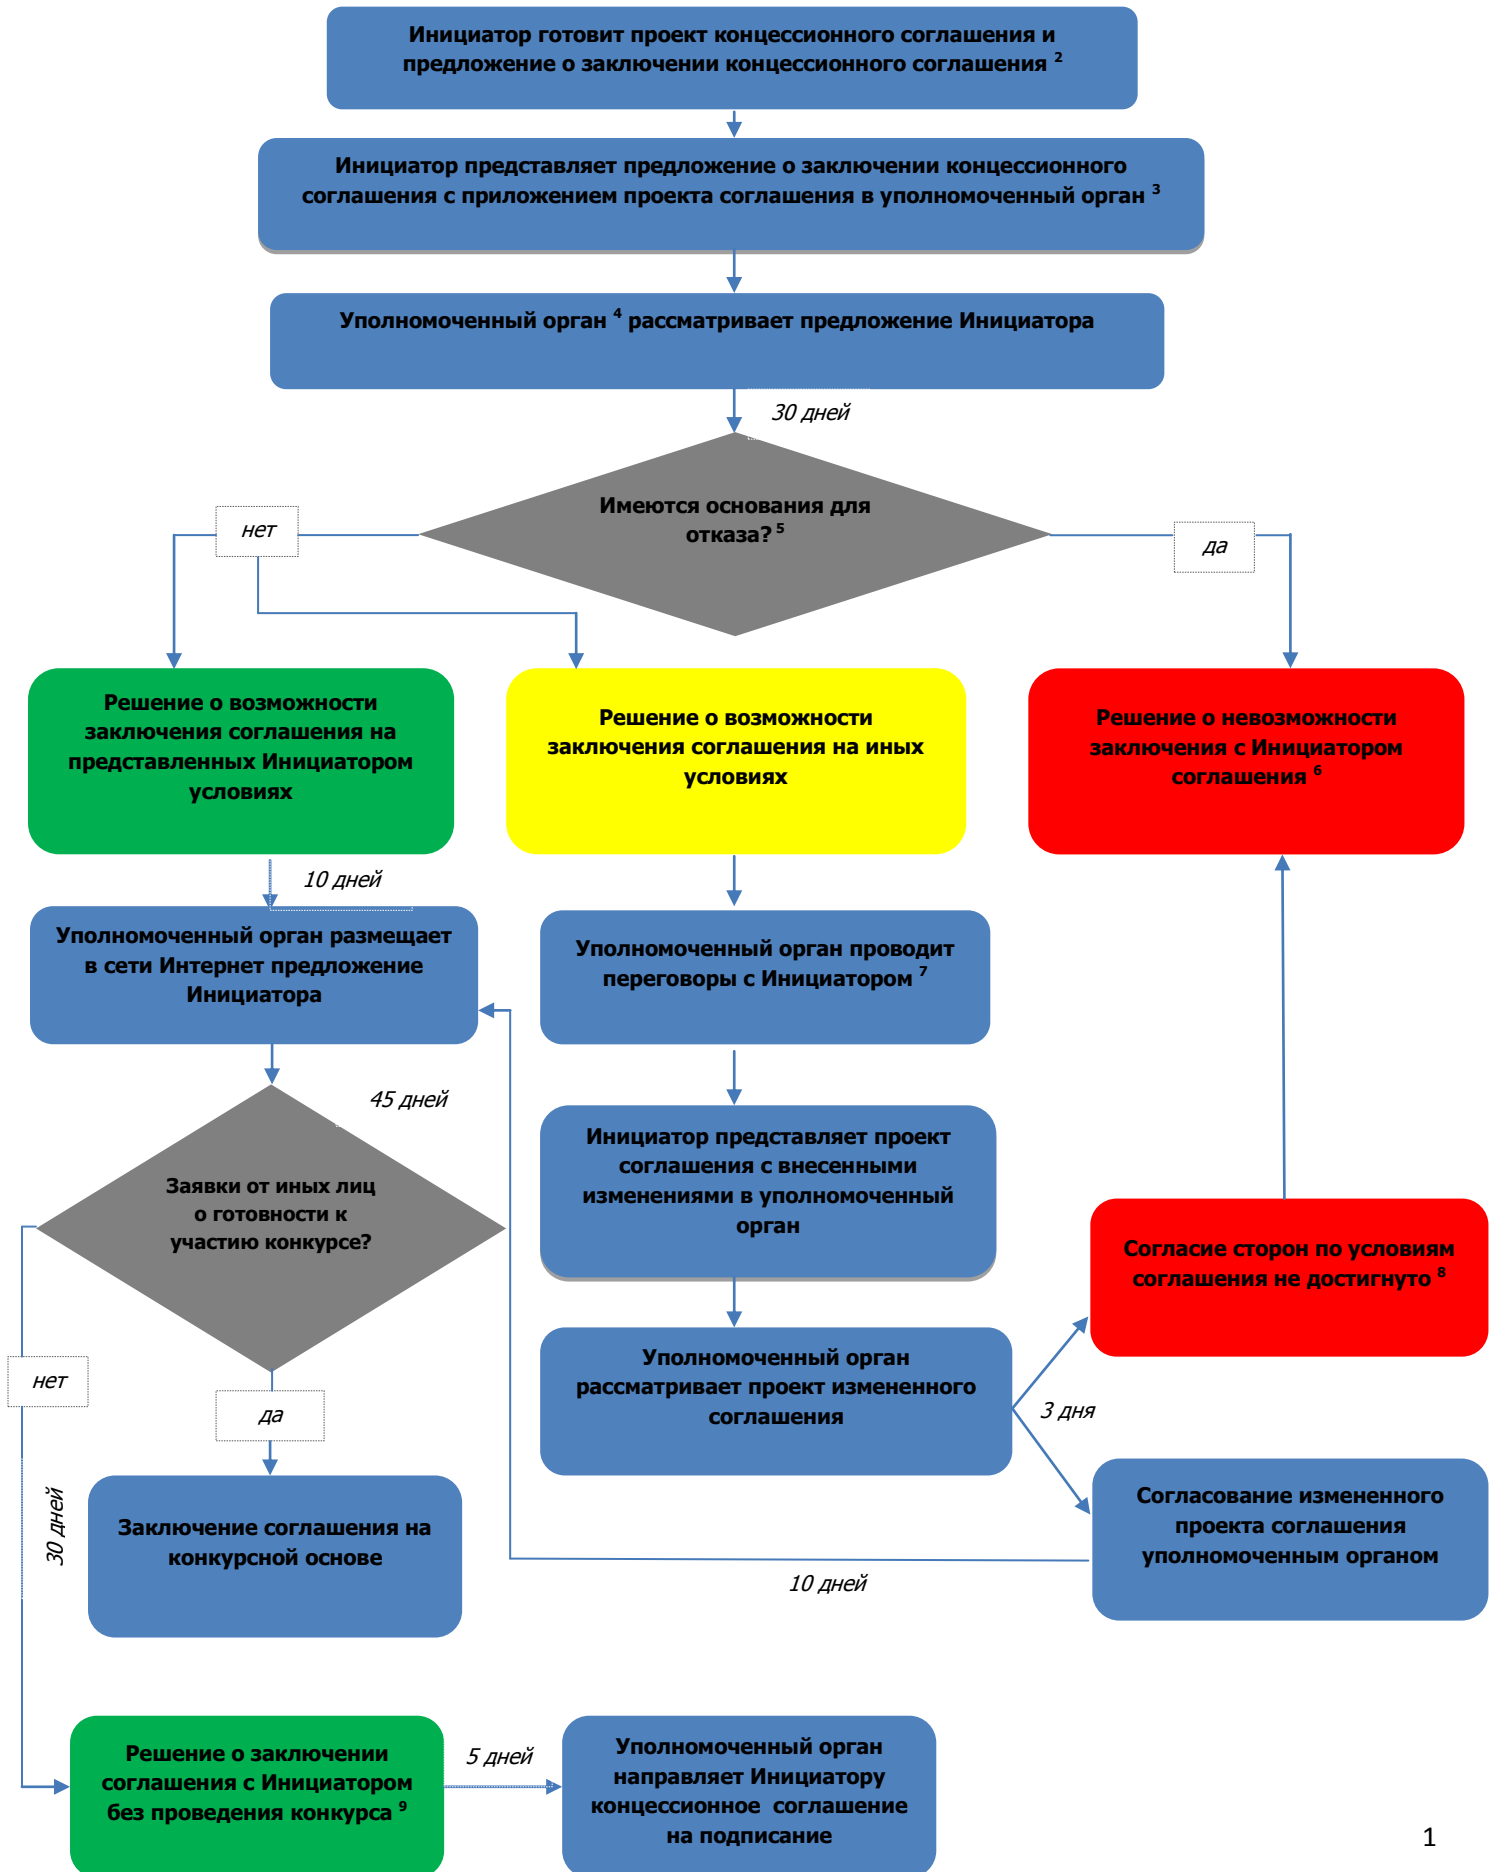 Инициатор готовит проект концессионного соглашения и
предложение о заключении концессионного соглашения 2
Инициатор представляет предложение о заключении концессионного
соглашения с приложением проекта соглашения в уполномоченный орган 3
Уполномоченный орган 4 рассматривает предложение Инициатора
30 дней
Имеются основания для
отказа? 5
нет
да
Решение о возможности
заключения соглашения на
представленных Инициатором
условиях
Решение о возможности
заключения соглашения на иных
условиях
Решение о невозможности
заключения с Инициатором
соглашения 6
10 дней
Уполномоченный орган размещает
в сети Интернет предложение
Инициатора
Уполномоченный орган проводит
переговоры с Инициатором 7
45 дней
Заявки от иных лиц
о готовности к
участию конкурсе?
Инициатор представляет проект
соглашения с внесенными
изменениями в уполномоченный
орган
Согласие сторон по условиям
соглашения не достигнуто 8
Уполномоченный орган
рассматривает проект измененного
соглашения
3 дня
нет
да
30 дней
Заключение соглашения на
конкурсной основе
Согласование измененного
проекта соглашения
уполномоченным органом
10 дней
Решение о заключении
соглашения с Инициатором
без проведения конкурса 9
5 дней
Уполномоченный орган
направляет Инициатору
концессионное соглашение
на подписание
1